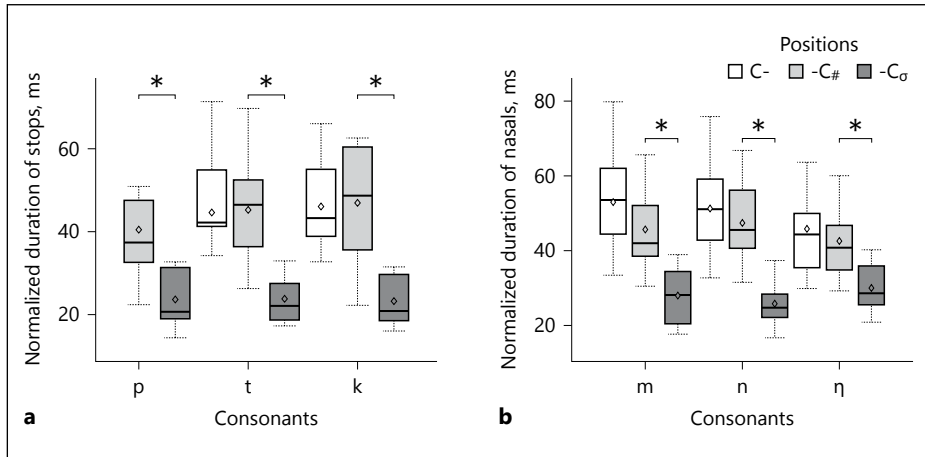 Positions
C- -C# -Cσ
Normalized duration of stops, ms
60
40
20
* * *
p t k
a
Consonants
Normalized duration of nasals, ms
80
60
40
20
* * *
m n η
b
Consonants